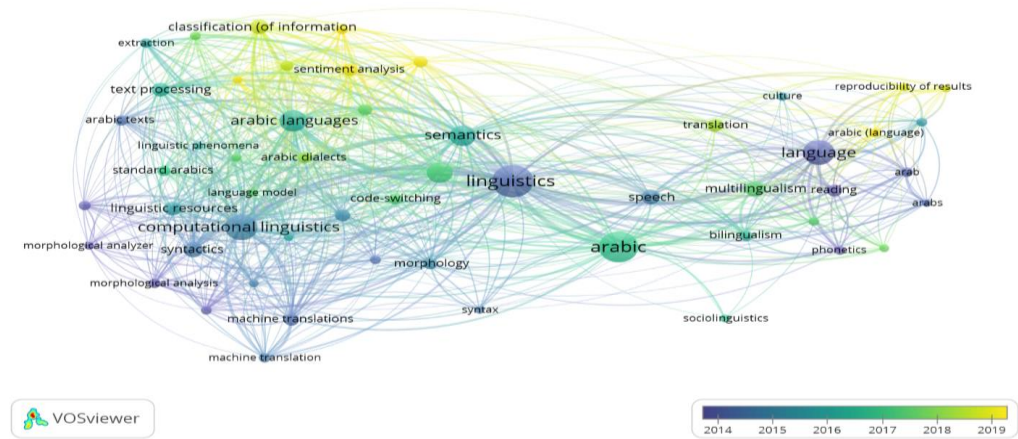 classification (of information
extraction
sentiment analysis
text processing
reproducibility of results
culture
arabic texts
arabic languages
semantics
translation
arabic (language)
linguistic phenomena
arabic dialects
language
standard arabics
linguistics
arab
language model
code-switching
speech
multilingualism
reading
arabs
linguistic resources
computational linguistics
bilingualism
morphological analyzer
syntactics
arabic
phonetics
morphology
morphological analysis
syntax
machine translations
sociolinguistics
machine translation
VOSviewer
2014 2015 2016 2017 2018 2019